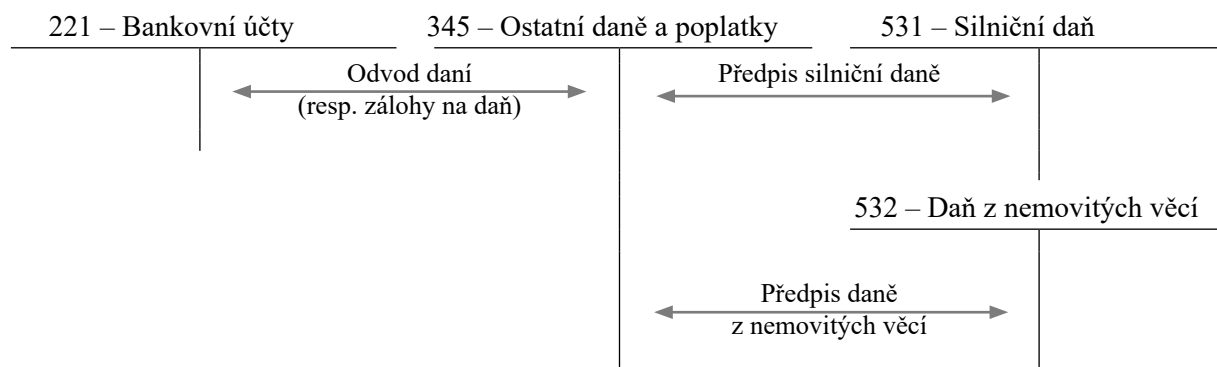 221 – Bankovní účty
345 – Ostatní daně a poplatky
531 – Silniční daň
Odvod daní
(resp. zálohy na daň)
Předpis silniční daně
532 – Daň z nemovitých věcí
Předpis daně
z nemovitých věcí